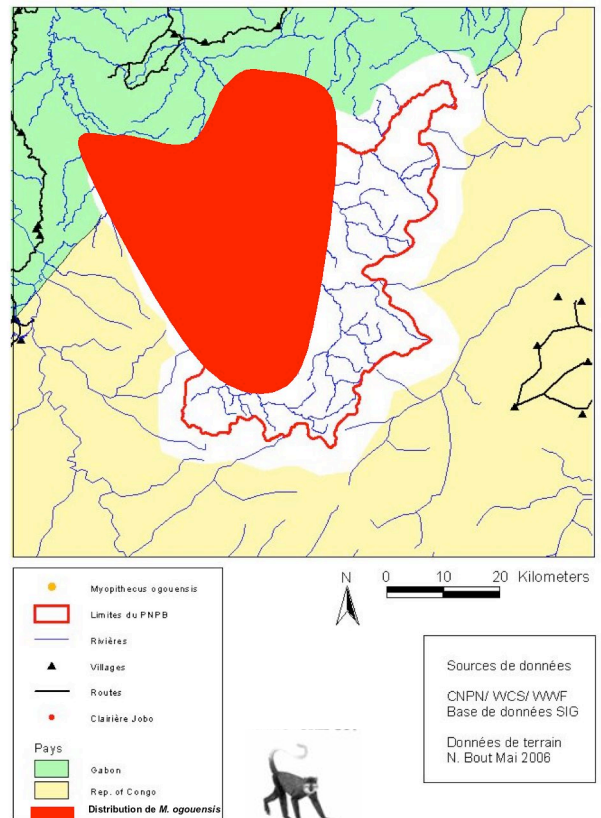 N
0 10 20 Kilometers
Myopithecus ogouensis
Limites du PNPB
Rivières
Villages
Routes
Clairière Jobo
Pays
Gabon
Rep. of Congo
Distribution de M. ogouensis
Sources de données
CNPN/ WCS/ WWF
Base de données SIG
Données de terrain
N. Bout Mai 2006